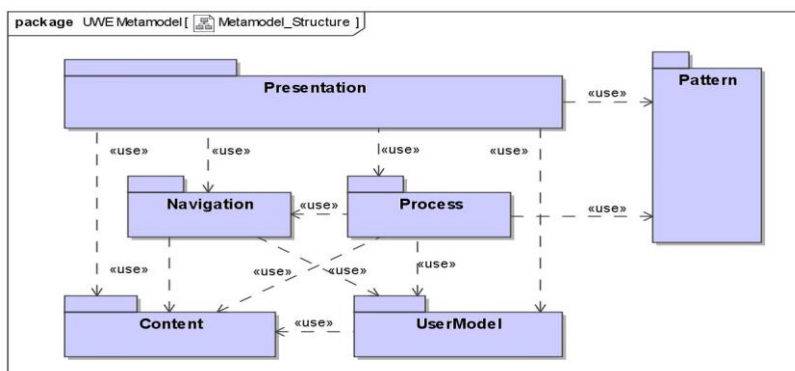 package UWE Metamodel [ Metamodel_Structure ]
Presentation
Pattern
«use»
«use» «use» «use» «use»
Navigation
Process
«use»
«use»
«use» «use» «use»
Content
UserModel
«use»